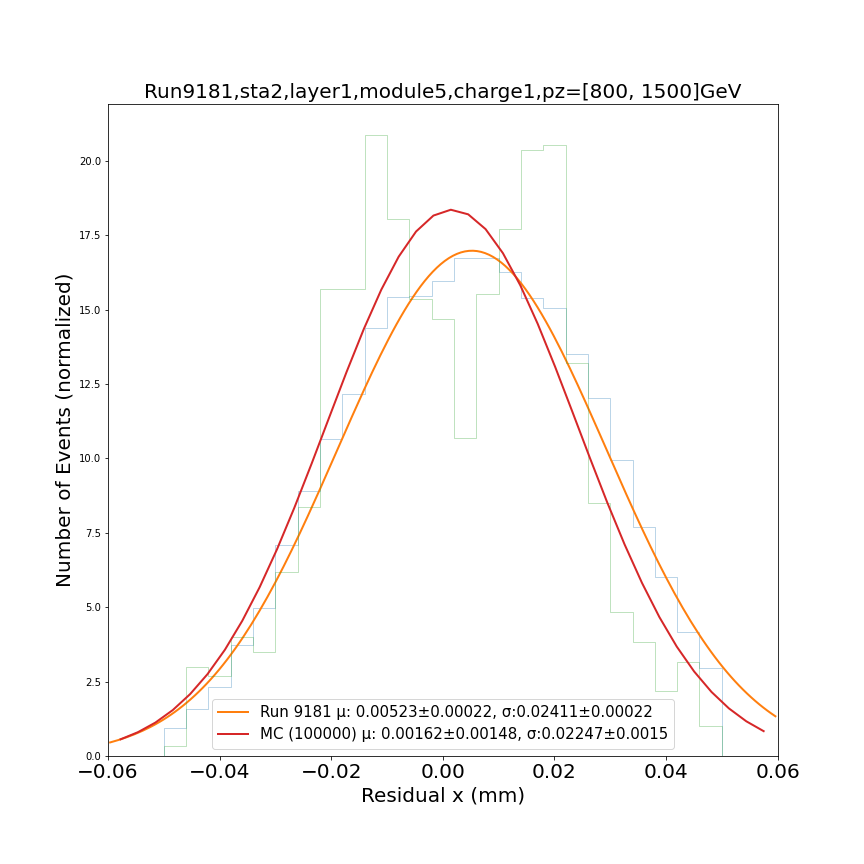 Run9181,sta2,layer1,module5,charge1,pz=[800, 1500]GeV
Number of Events (normalized)
20.0
17.5
15.0
12.5
10.0
7.5
5.0
2.5
0.0
Run 9181 μ: 0.00523±0.00022, σ:0.02411±0.00022
MC (100000) μ: 0.00162±0.00148, σ:0.02247±0.0015
−0.06 −0.04 −0.02 0.00 0.02 0.04 0.06
Residual x (mm)